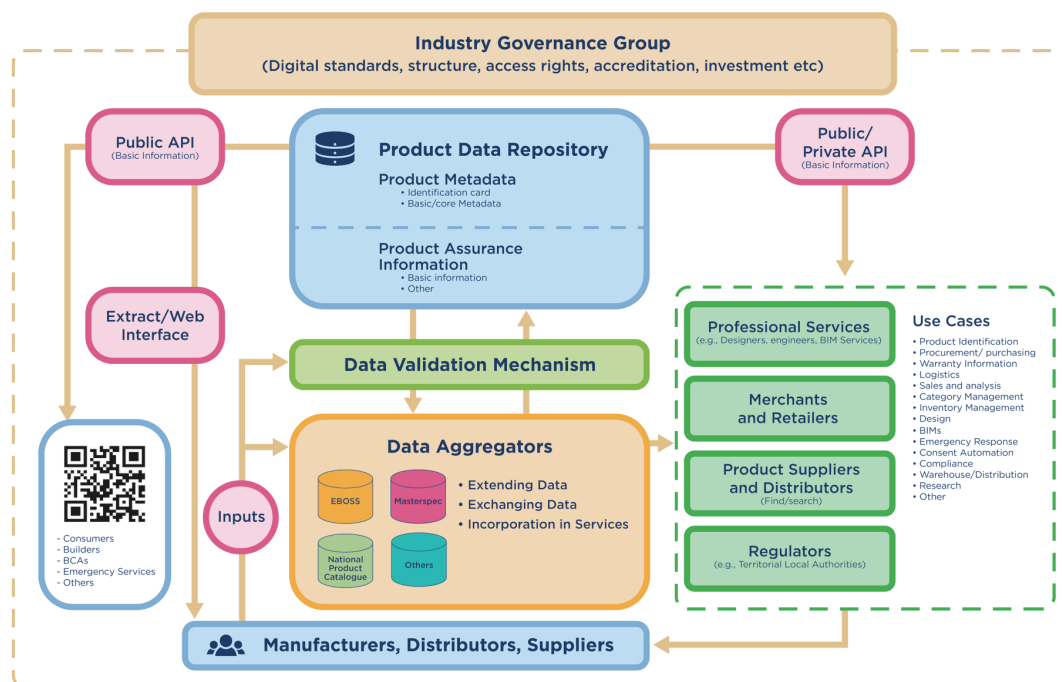 Industry Governance Group
(Digital standards, structure, access rights, accreditation, investment etc)
Public API
(Basic Information)
Product Data Repository
Product Metadata
• Identification card
• Basic/core Metadata
Product Assurance
Information
• Basic information
• Other
Public/
Private API
(Basic Information)
Extract/Web
Interface
Data Validation Mechanism
Data Aggregators
EBOSS
Masterspec
National
Product
Catalogue
Others
• Extending Data
• Exchanging Data
• Incorporation in Services
Inputs
- Consumers
- Builders
- BCAs
- Emergency Services
- Others
Professional Services
(e.g., Designers, engineers, BIM Services)
Merchants
and Retailers
Product Suppliers
and Distributors
(Find/search)
Regulators
(e.g., Territorial Local Authorities)
Use Cases
• Product Identification
• Procurement/ purchasing
• Warranty Information
• Logistics
• Sales and analysis
• Category Management
• Inventory Management
• Design
• BIMs
• Emergency Response
• Consent Automation
• Compliance
• Warehouse/Distribution
• Research
• Other
Manufacturers, Distributors, Suppliers